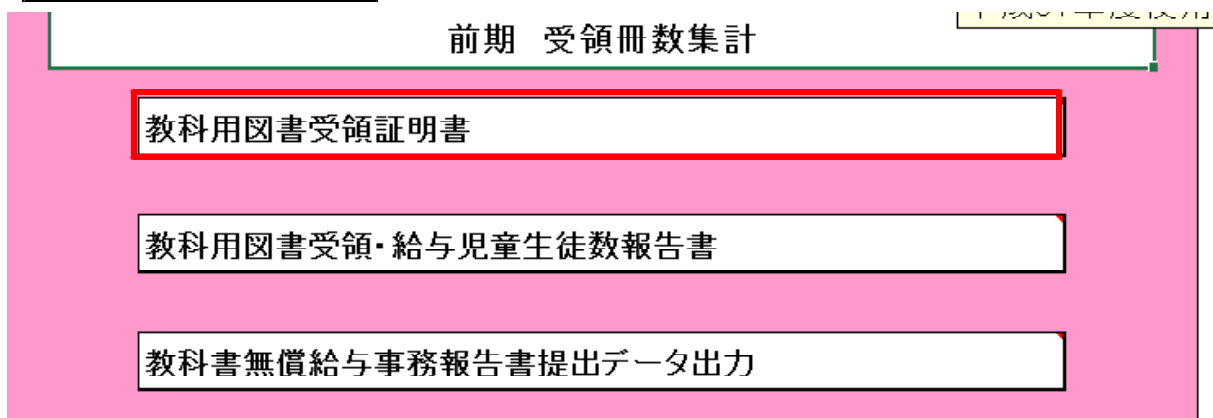 前期 受領冊数集計
教科用図書受領証明書
教科用図書受領・給与児童生徒数報告書
教科書無償給与事務報告書提出データ出力